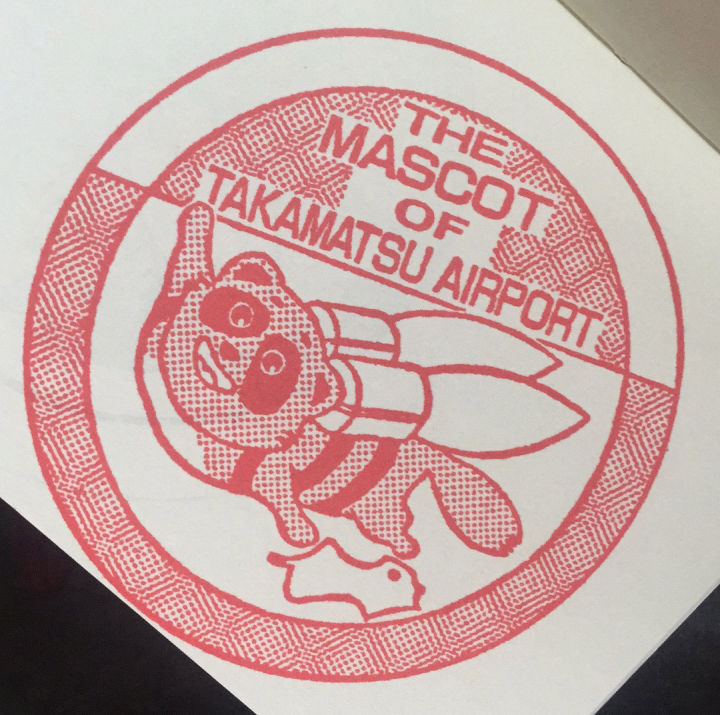 THE
MASCOT
OF
TAKAMATSU AIRPORT